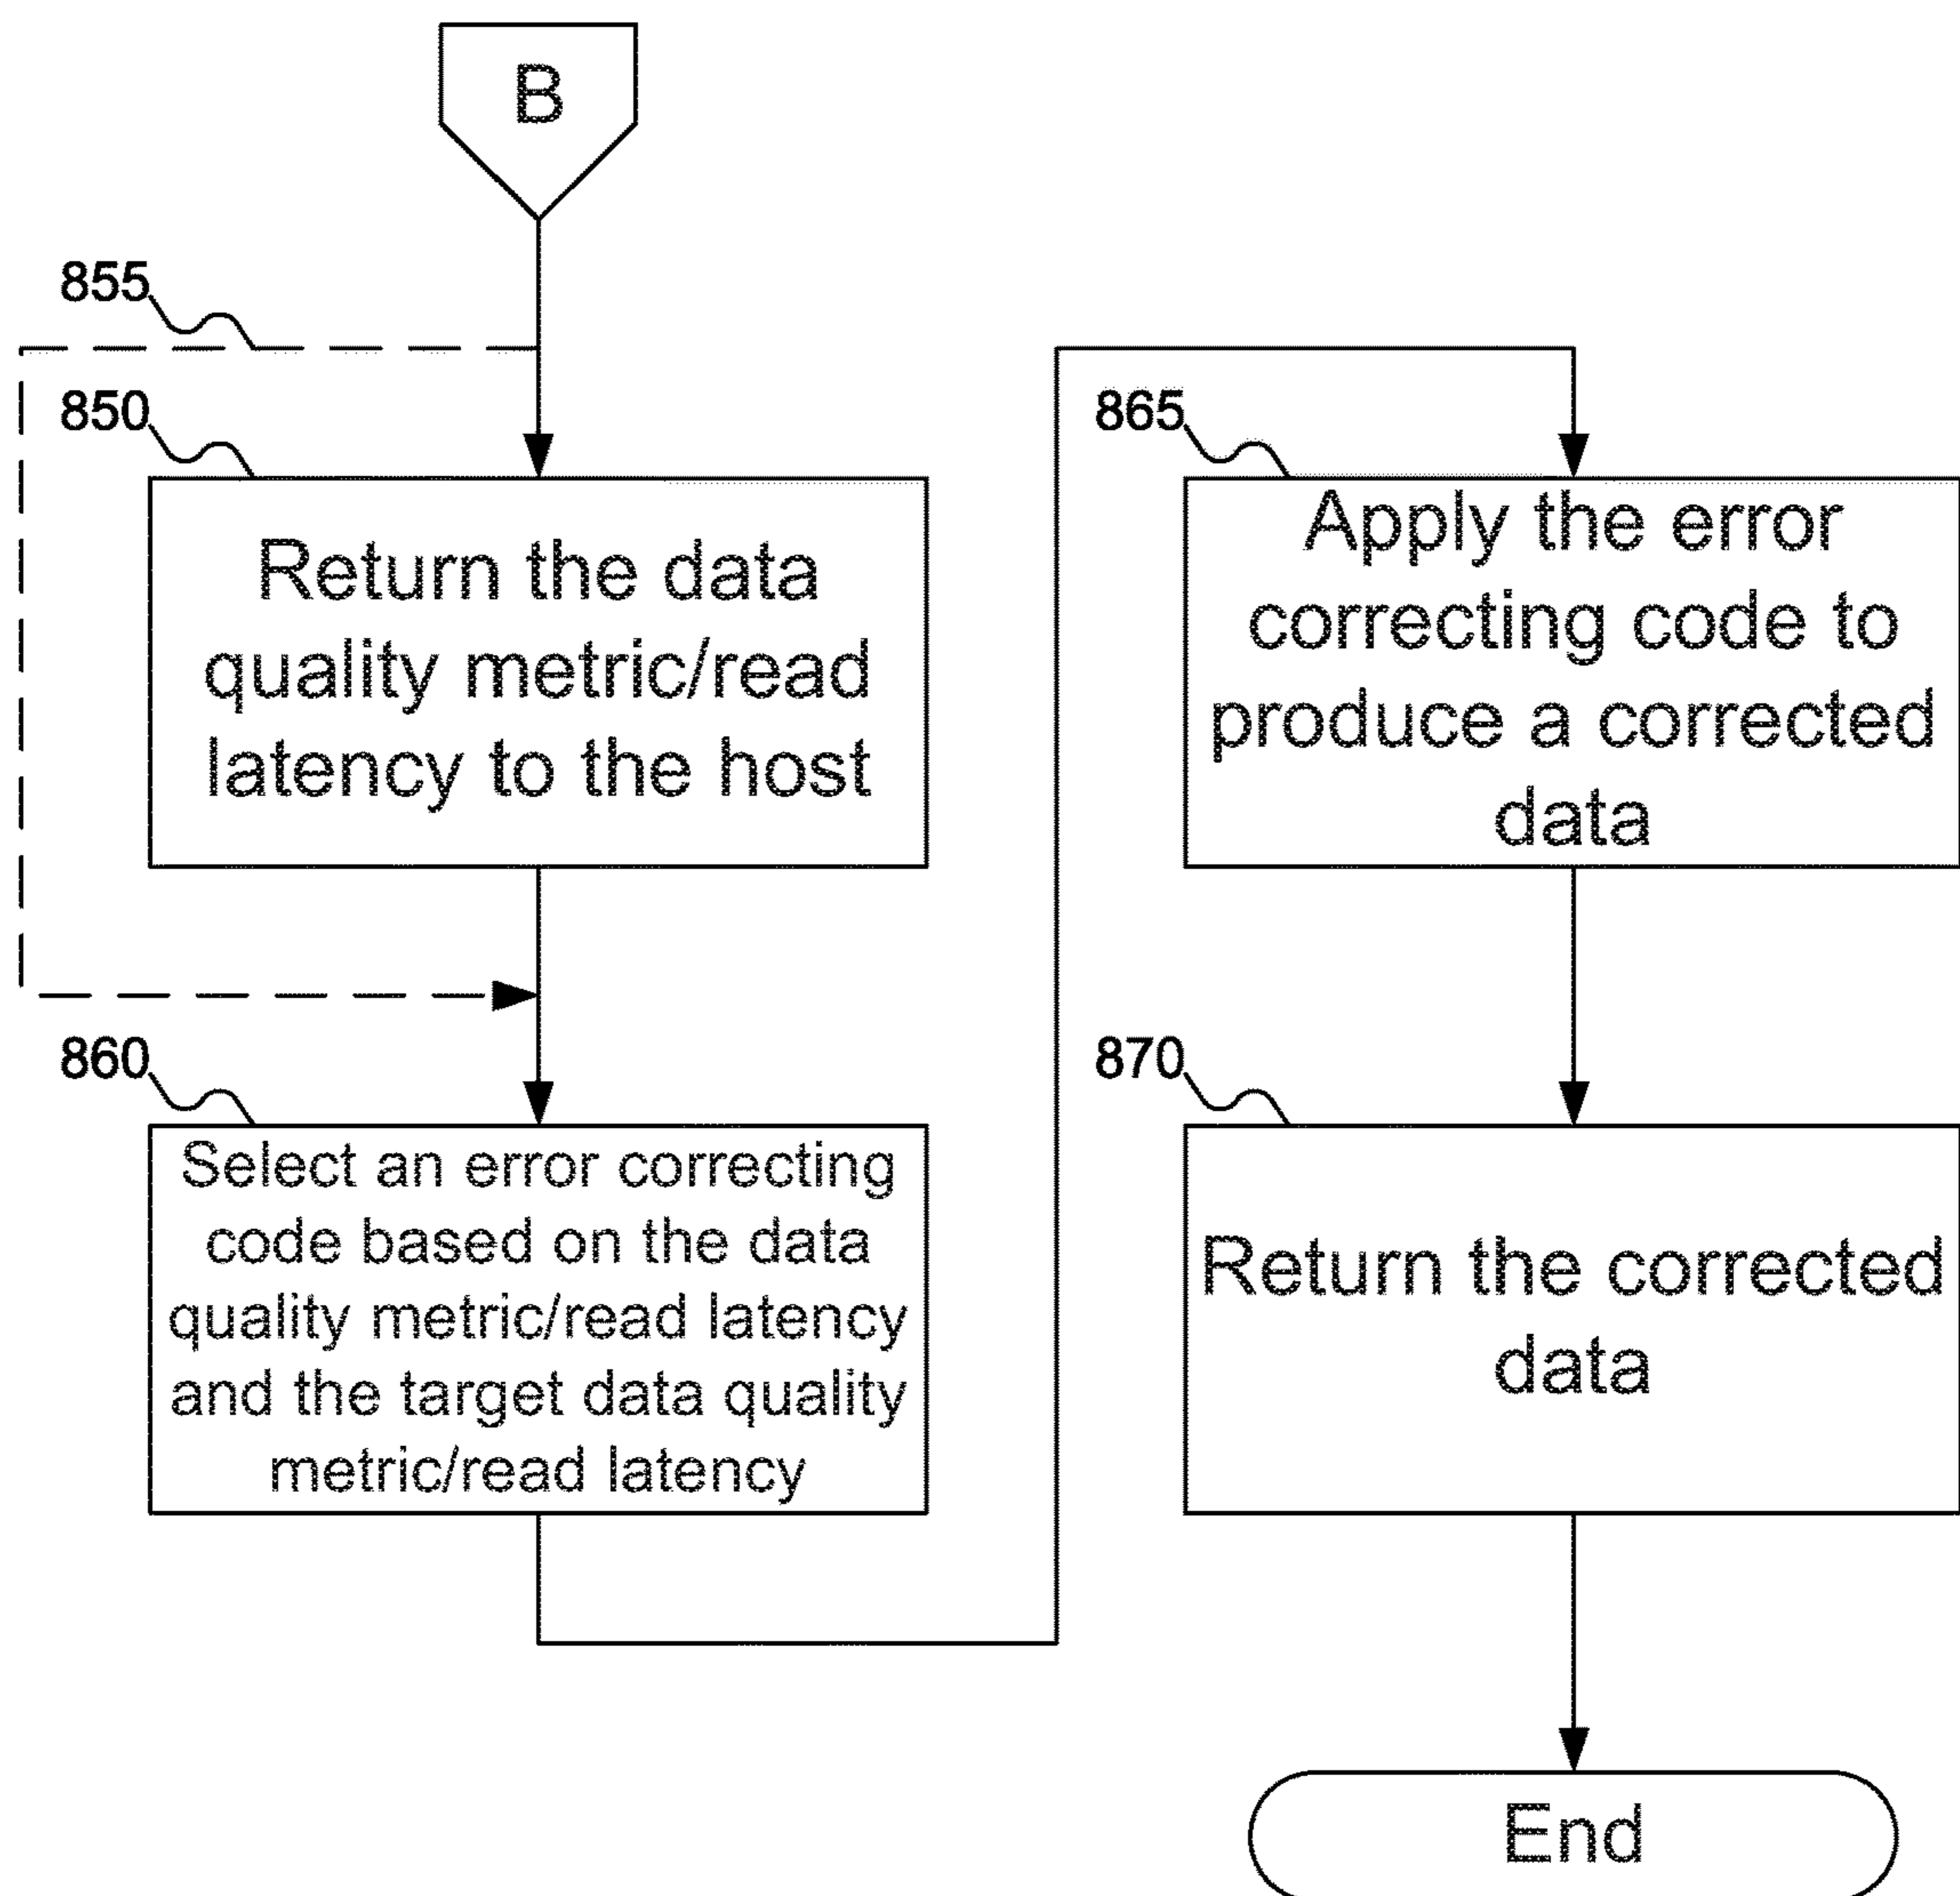 B
855
850
Return the data
quality metric/read
latency to the host
860
Select an error correcting
code based on the data
quality metric/read latency
and the target data quality
metric/read latency
865
Apply the error
correcting code to
produce a corrected
data
870
Return the corrected
data
End